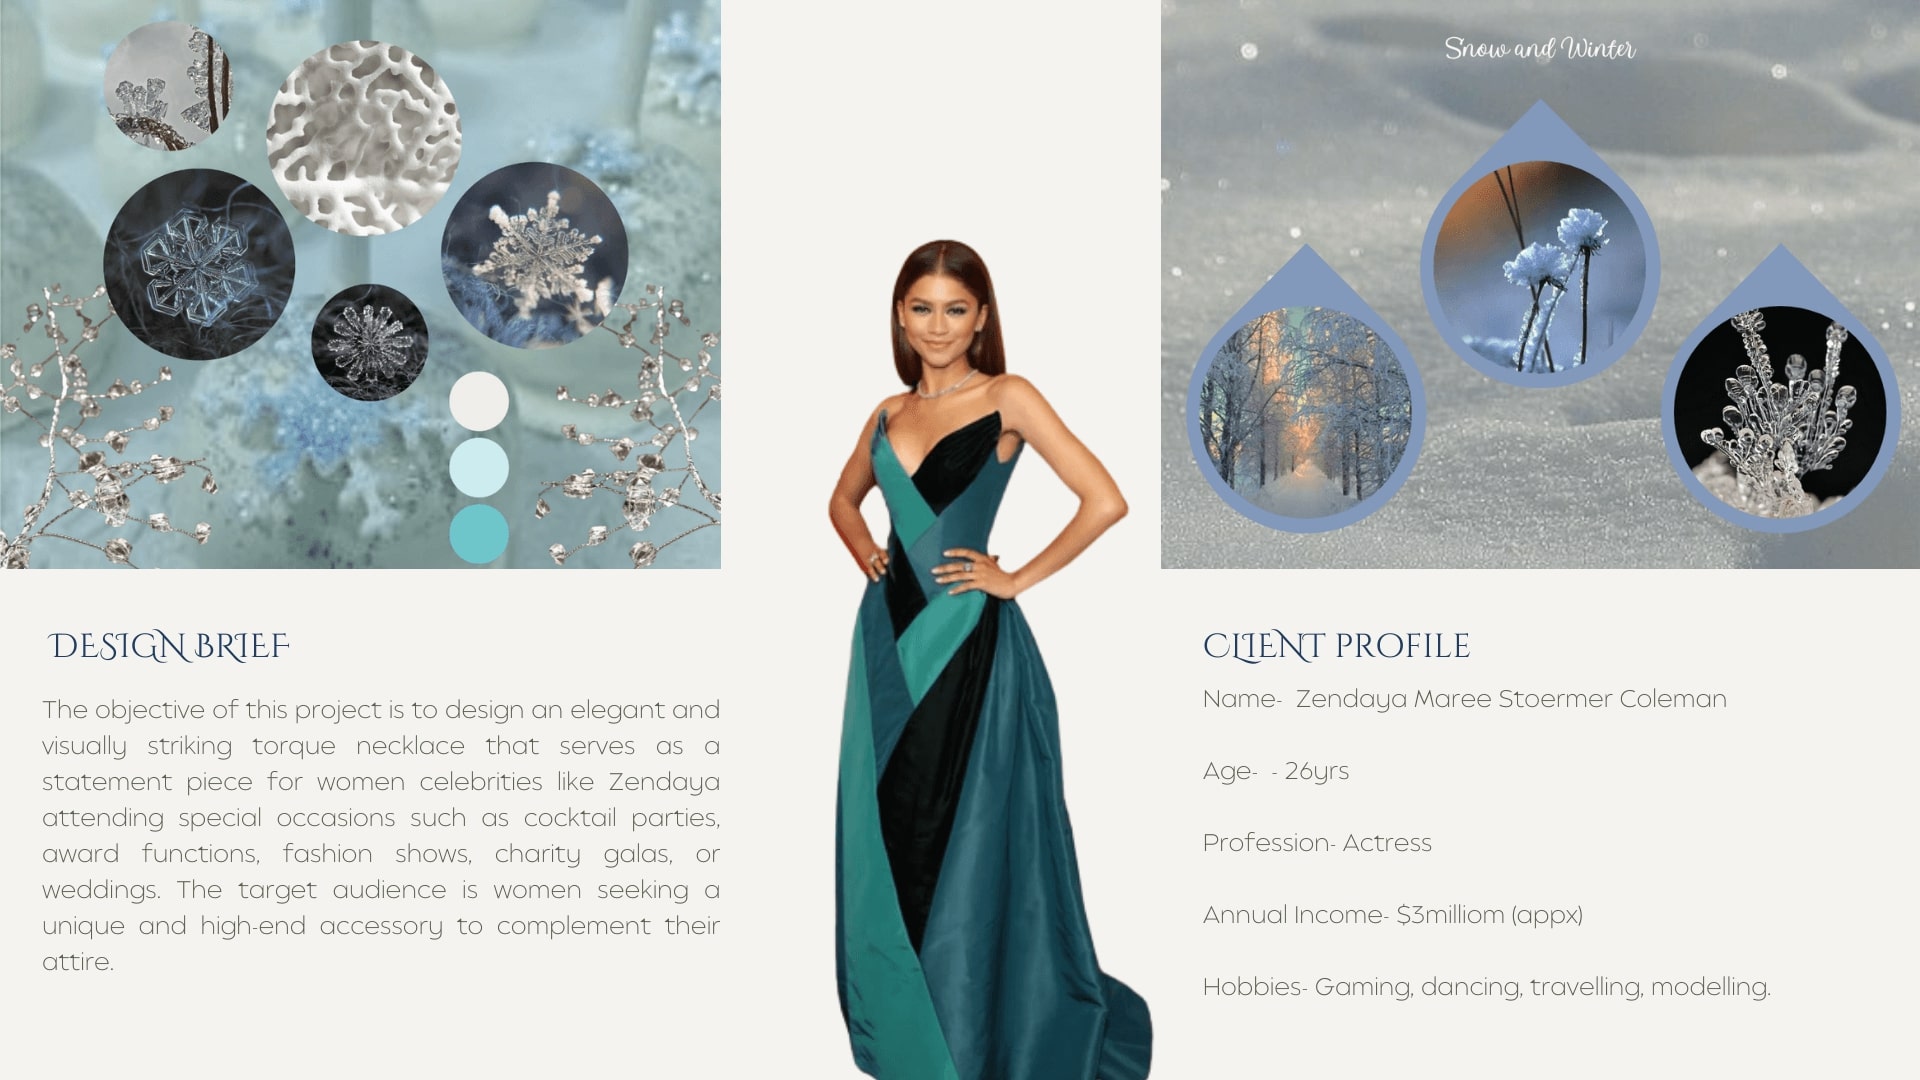 Snow and Winter
DESIGN BRIEF
The objective of this project is to design an elegant and
visually striking torque necklace that serves as a
statement piece for women celebrities like Zendaya
attending special occasions such as cocktail parties,
award functions, fashion shows, charity galas, or
weddings. The target audience is women seeking a
unique and high-end accessory to complement their
attire.
CLIENT PROFILE
Name- Zendaya Maree Stoermer Coleman
Age- - 26yrs
Profession- Actress
Annual Income- $3milliom (appx)
Hobbies- Gaming, dancing, travelling, modelling.